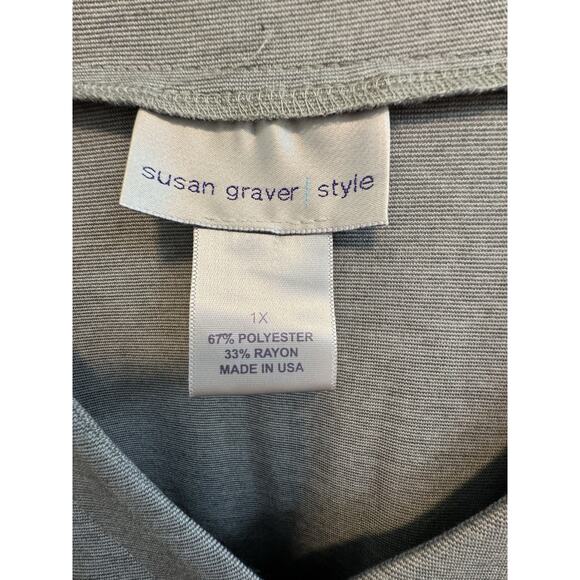 susan graver | style
1X
67% POLYESTER
33% RAYON
MADE IN USA